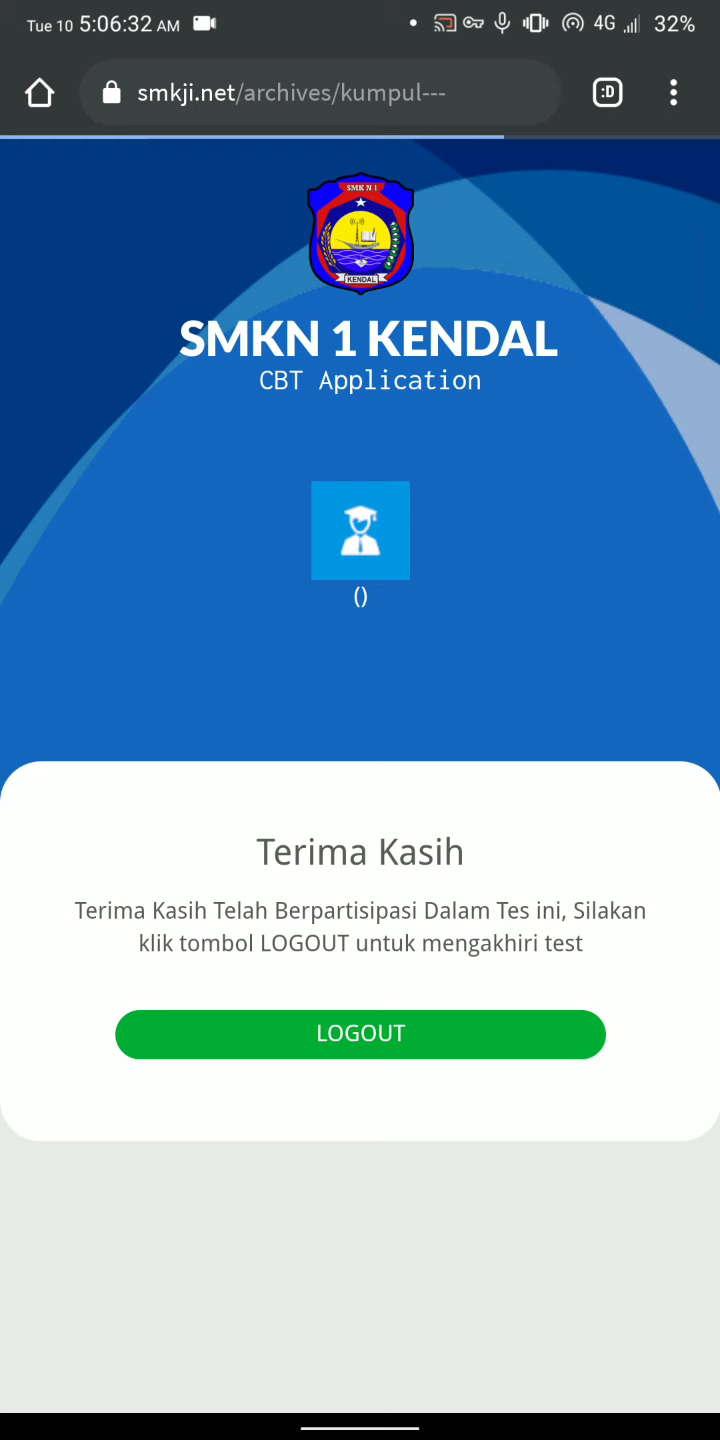 Tue 10 5:06:32 AM 4G 32%
smkji.net/archives/kumpul---
:D
SMK N 1
KENDAL
SMKN 1 KENDAL
CBT Application
()
Terima Kasih
Terima Kasih Telah Berpartisipasi Dalam Tes ini, Silakan
klik tombol LOGOUT untuk mengakhiri test
LOGOUT